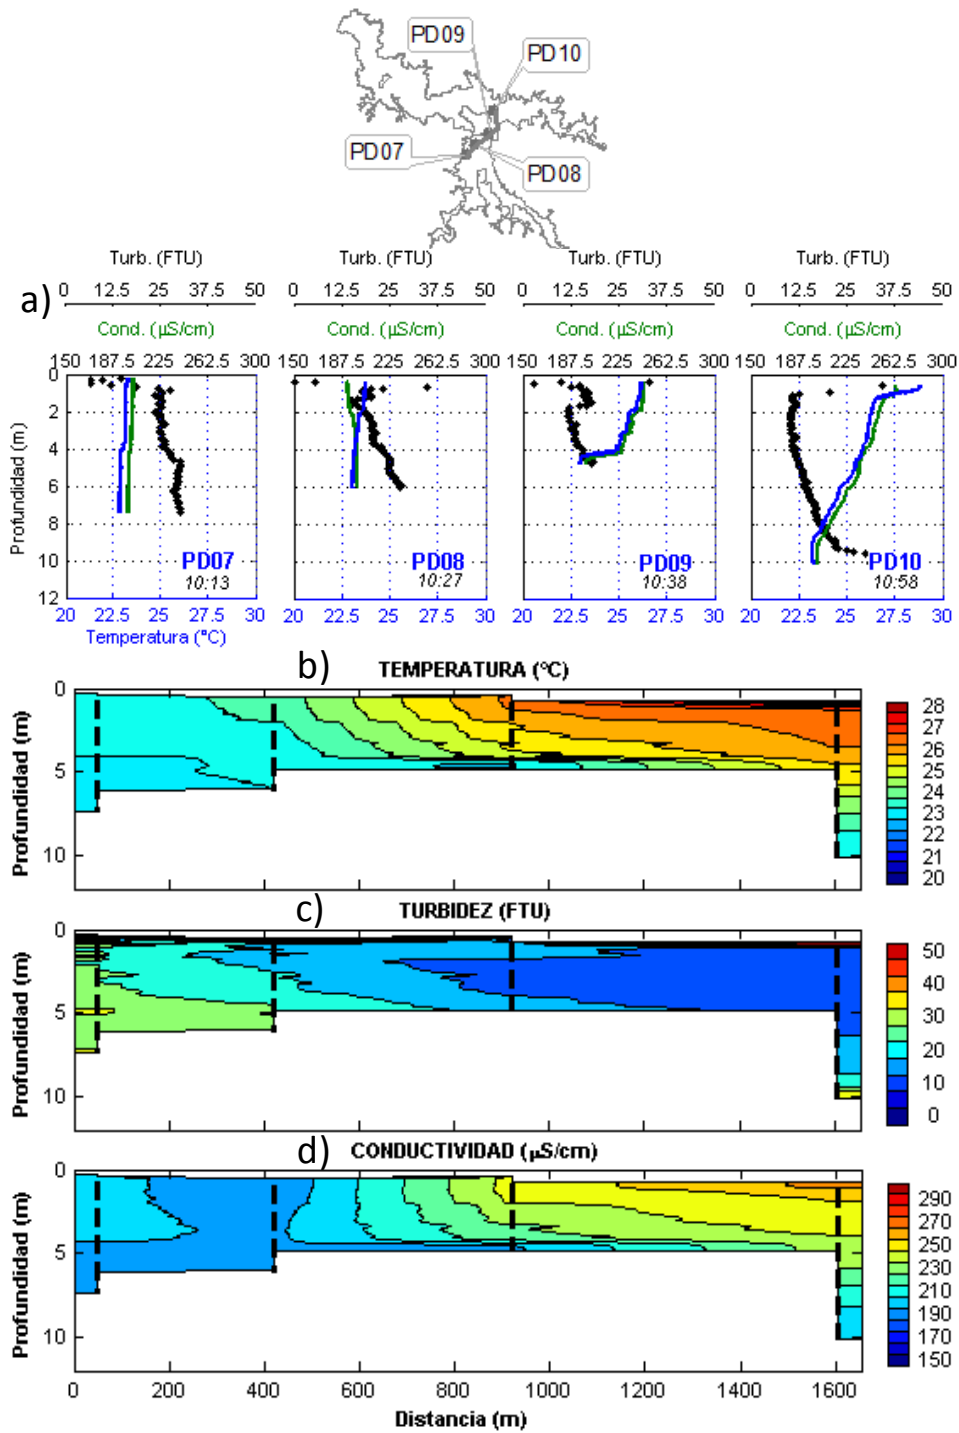 PD09
PD10
PD07
PD08
a)
Turb. (FTU) Turb. (FTU) Turb. (FTU) Turb. (FTU)
0 12.5 25 37.5 50 0 12.5 25 37.5 50 0 12.5 25 37.5 50 0 12.5 25 37.5 50
Cond. (µS/cm) Cond. (µS/cm) Cond. (µS/cm) Cond. (µS/cm)
150 187.5 225 262.5 300 150 187.5 225 262.5 300 150 187.5 225 262.5 300 150 187.5 225 262.5 300
0
2
4
6
8
10
12
Profundidad (m)
PD07 PD08 PD09 PD10
10:13 10:27 10:38 10:58
20 22.5 25 27.5 30 20 22.5 25 27.5 30 20 22.5 25 27.5 30 20 22.5 25 27.5 30
Temperatura (°C)
b) TEMPERATURA (°C)
Profundidad (m)
0
5
10
28
27
26
25
24
23
22
21
20
c) TURBIDEZ (FTU)
Profundidad (m)
0
5
10
50
40
30
20
10
0
d) CONDUCTIVIDAD (µS/cm)
Profundidad (m)
0
5
10
290
270
250
230
210
190
170
150
0 200 400 600 800 1000 1200 1400 1600
Distancia (m)